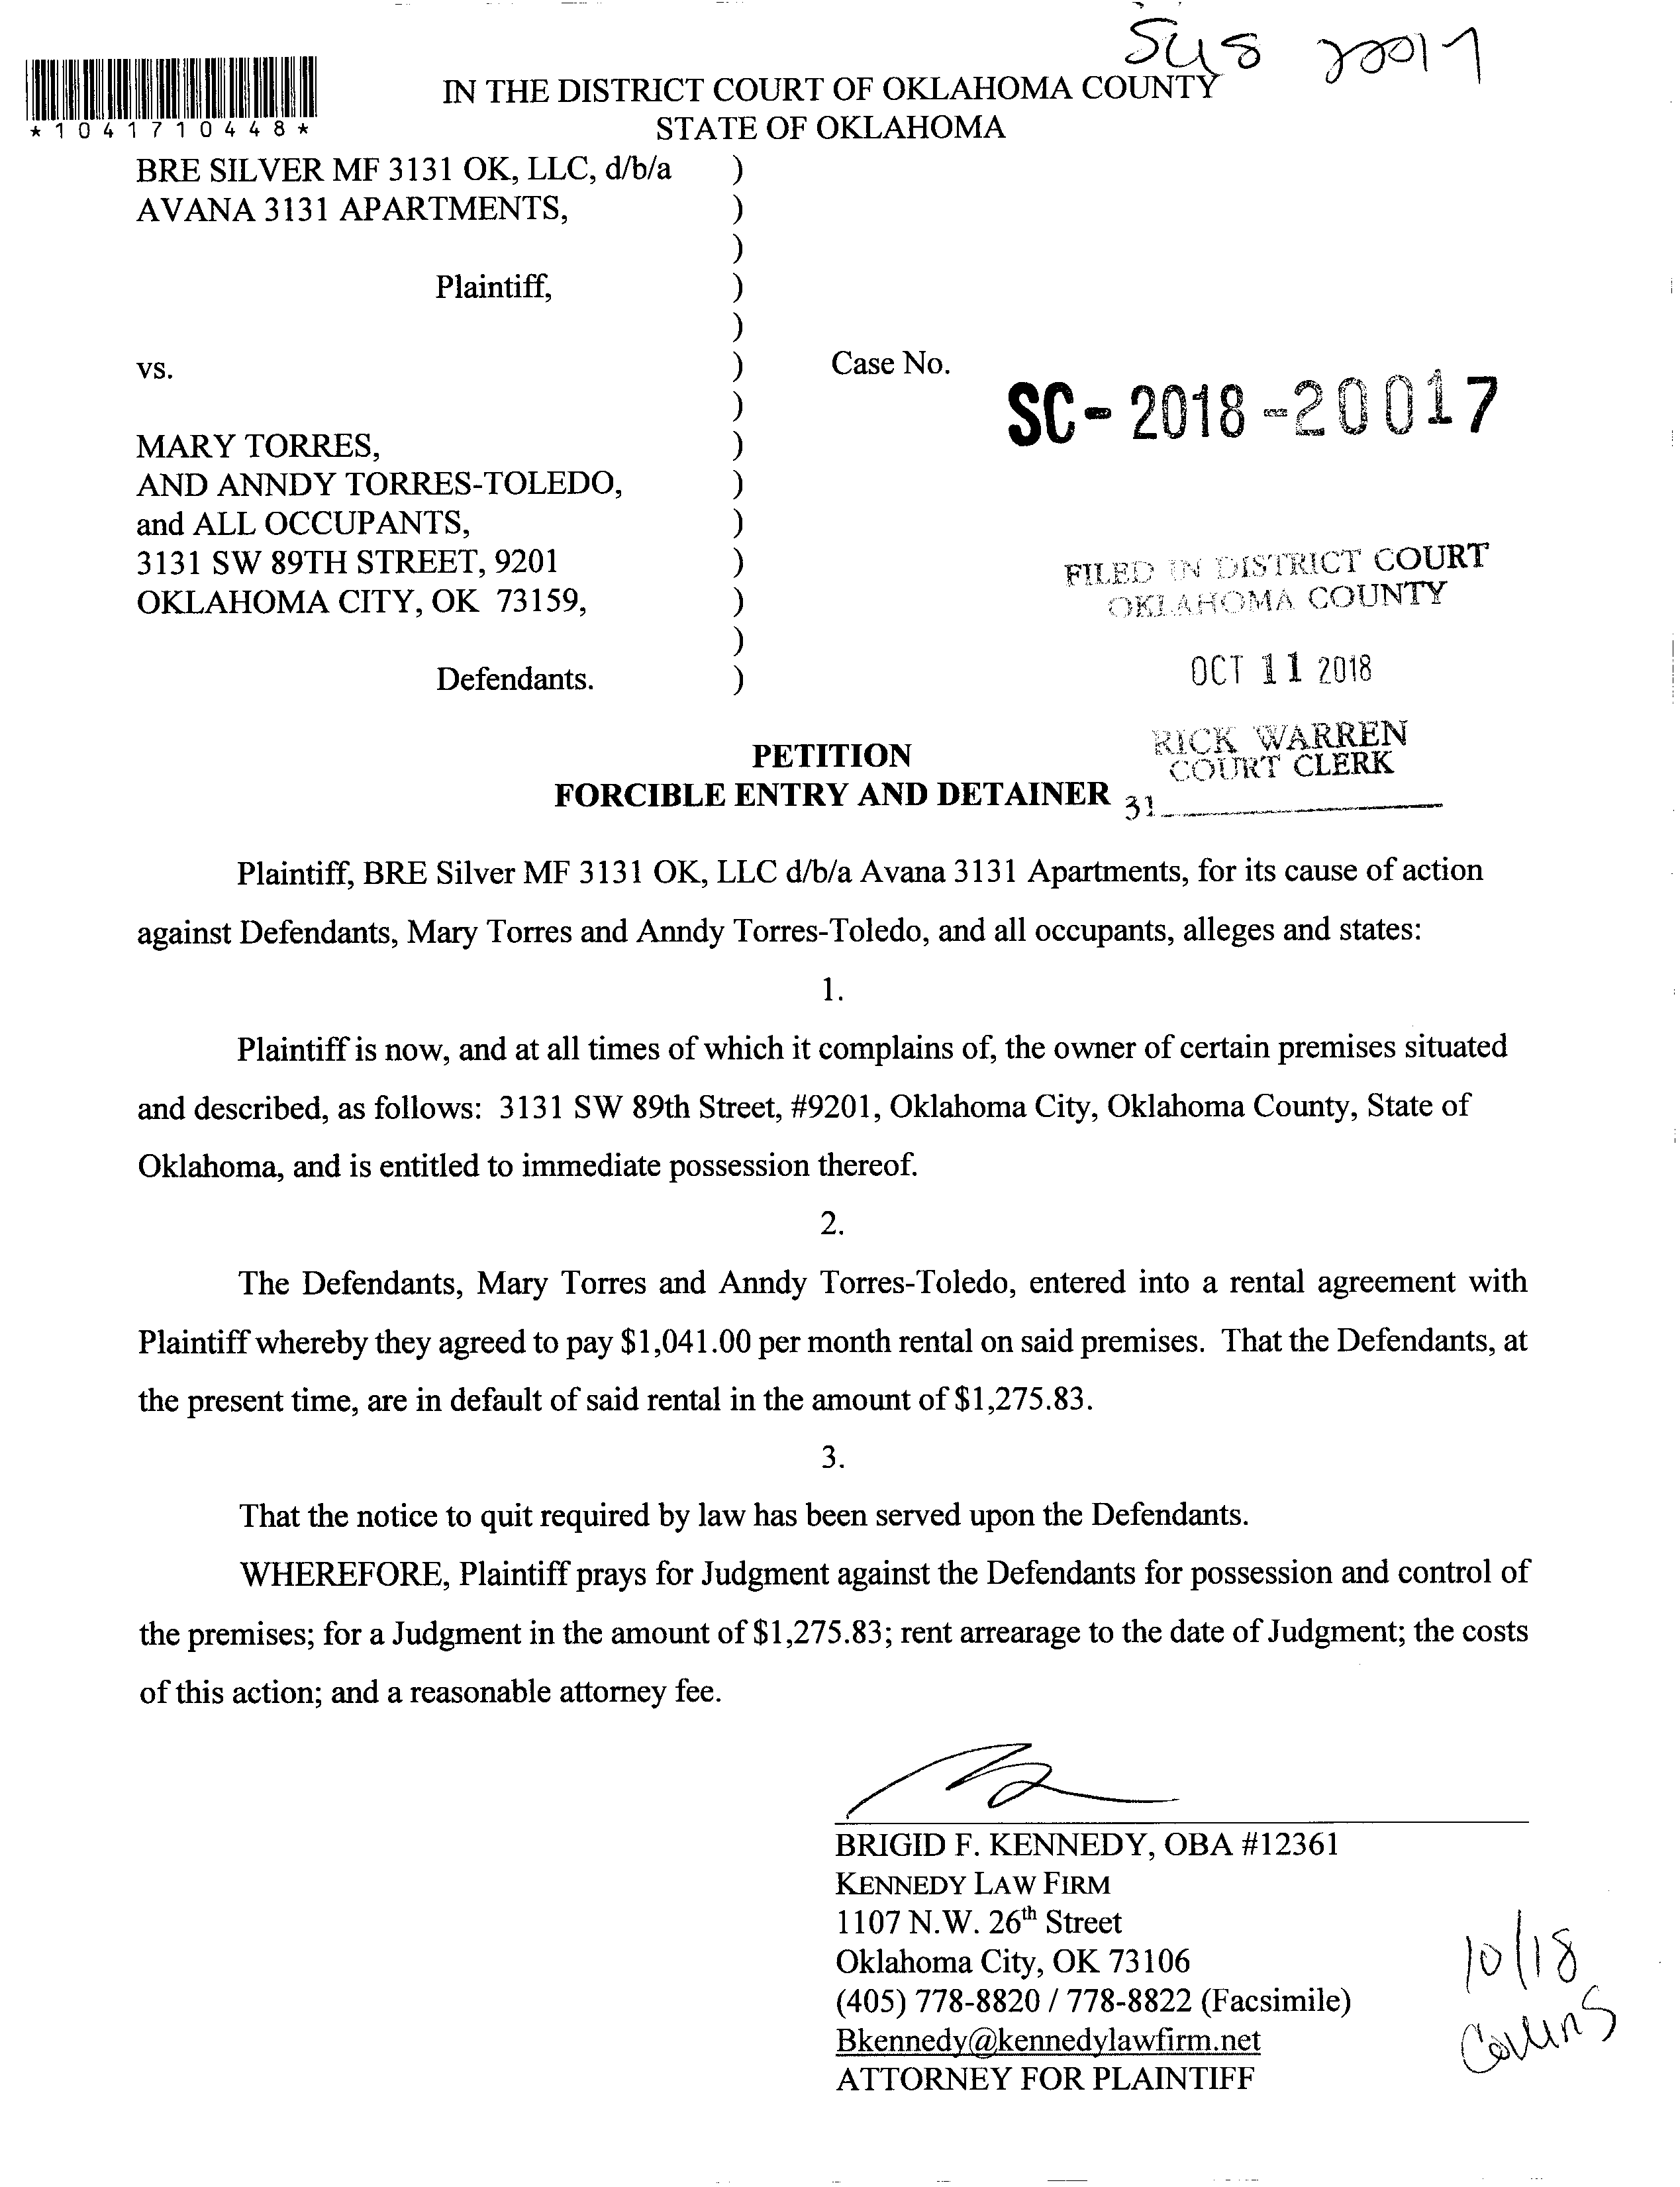 SC 20017
IN THE DISTRICT COURT OF OKLAHOMA COUNTY
*1041710448*
STATE OF OKLAHOMA
BRE SILVER MF 3131 OK, LLC, d/b/a )
AVANA 3131 APARTMENTS, )
)
Plaintiff, )
)
vs. ) Case No.
SC-2018-20017
)
MARY TORRES, )
AND ANNDY TORRES-TOLEDO, )
and ALL OCCUPANTS, )
3131 SW 89TH STREET, 9201 )
OKLAHOMA CITY, OK 73159, )
)
Defendants. )
FILED IN DISTRICT COURT
OKLAHOMA COUNTY
OCT 11 2018
RICK WARREN
COURT CLERK
31
PETITION
FORCIBLE ENTRY AND DETAINER
Plaintiff, BRE Silver MF 3131 OK, LLC d/b/a Avana 3131 Apartments, for its cause of action
against Defendants, Mary Torres and Anndy Torres-Toledo, and all occupants, alleges and states:
1.
Plaintiff is now, and at all times of which it complains of, the owner of certain premises situated
and described, as follows: 3131 SW 89th Street, #9201, Oklahoma City, Oklahoma County, State of
Oklahoma, and is entitled to immediate possession thereof.
2.
The Defendants, Mary Torres and Anndy Torres-Toledo, entered into a rental agreement with
Plaintiff whereby they agreed to pay $1,041.00 per month rental on said premises. That the Defendants, at
the present time, are in default of said rental in the amount of $1,275.83.
3.
That the notice to quit required by law has been served upon the Defendants.
WHEREFORE, Plaintiff prays for Judgment against the Defendants for possession and control of
the premises; for a Judgment in the amount of $1,275.83; rent arrearage to the date of Judgment; the costs
of this action; and a reasonable attorney fee.
BRIGID F. KENNEDY, OBA #12361
KENNEDY LAW FIRM
1107 N.W. 26th Street
Oklahoma City, OK 73106
(405) 778-8820 / 778-8822 (Facsimile)
Bkennedy@kennedylawfirm.net
ATTORNEY FOR PLAINTIFF
10/18
Collins